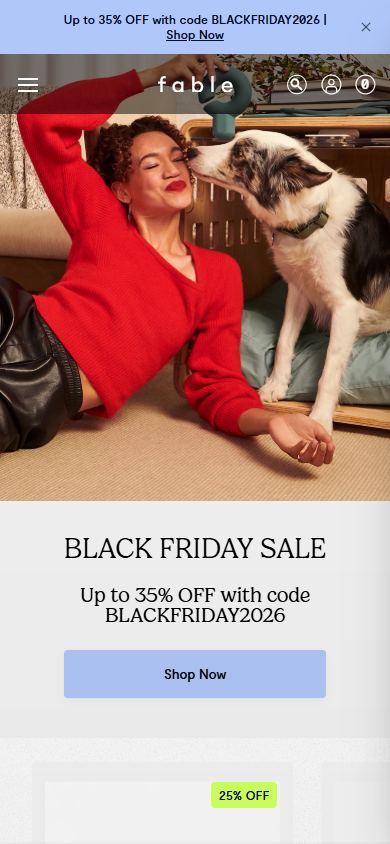 Up to 35% OFF with code BLACKFRIDAY2026 |
Shop Now
fable
0
BLACK FRIDAY SALE
Up to 35% OFF with code
BLACKFRIDAY2026
Shop Now
25% OFF